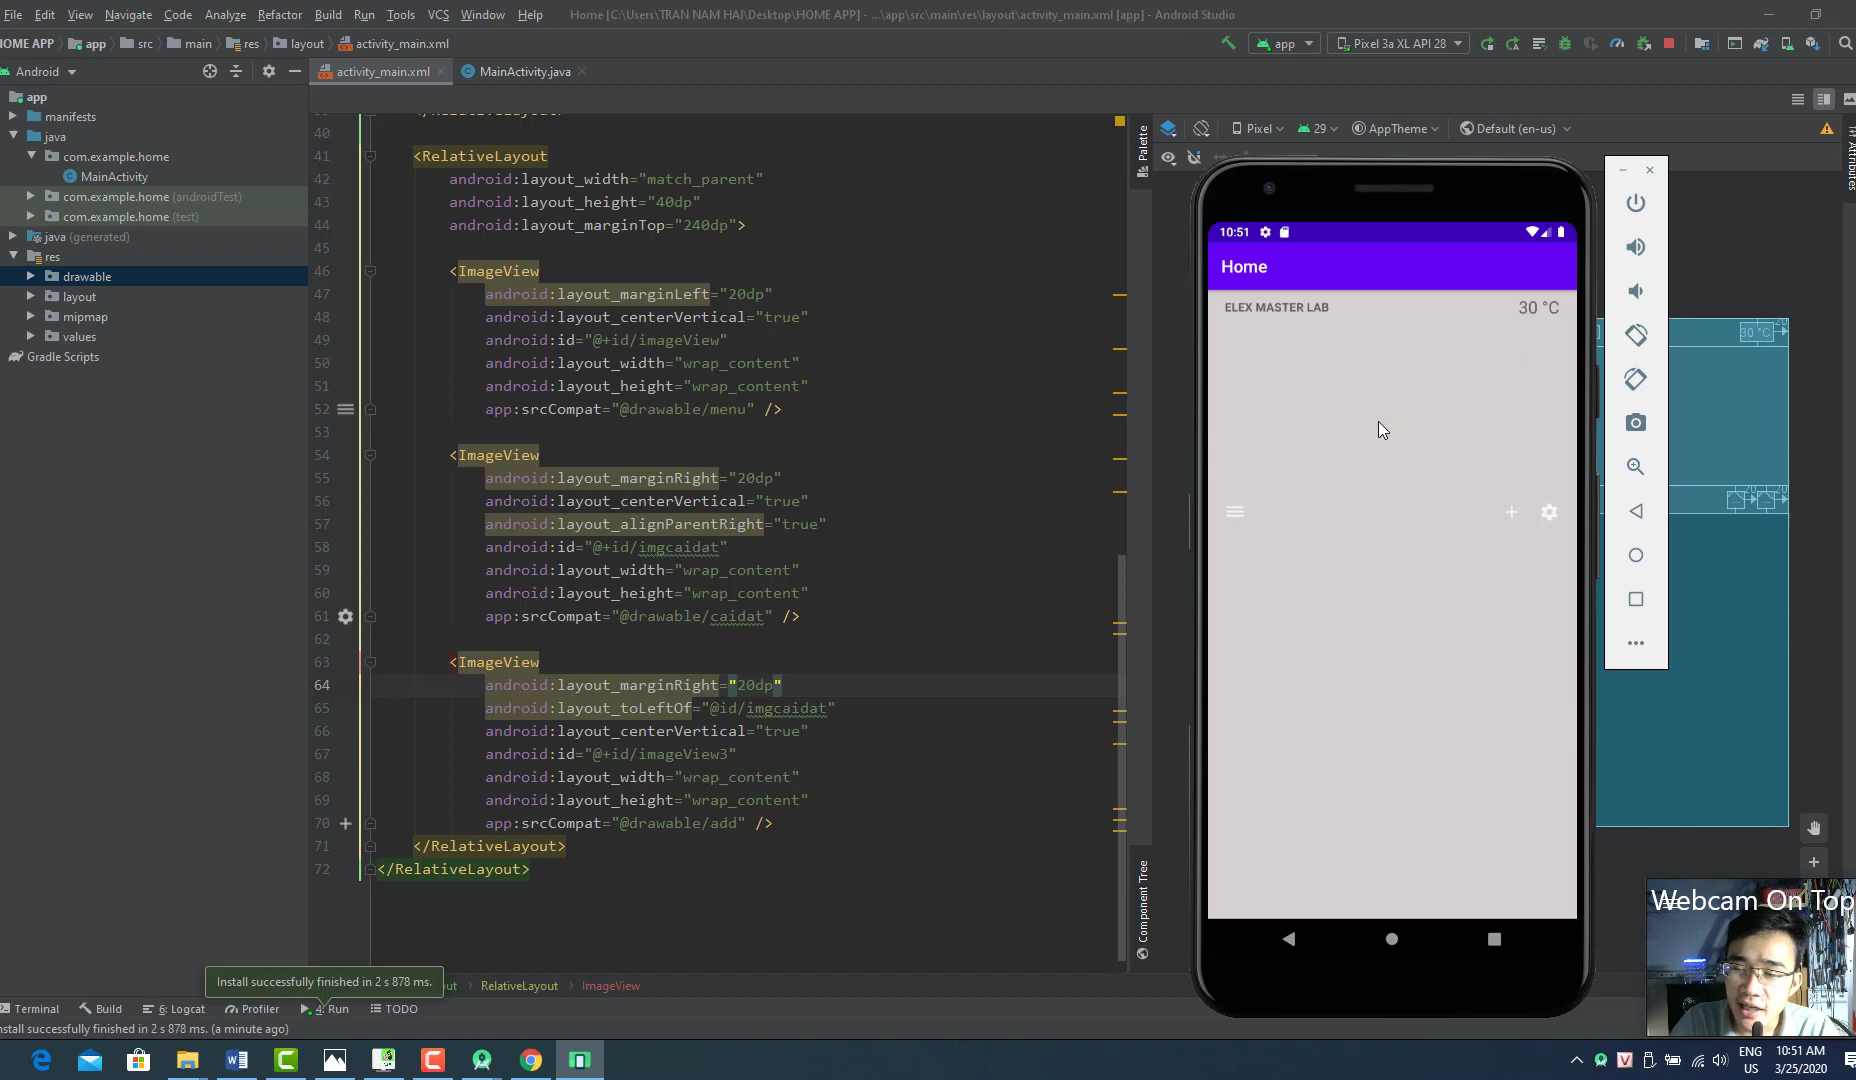 File Edit View Navigate Code Analyze Refactor Build Run Tools VCS Window Help Home [C:\Users\TRAN NAM HAI\Desktop\HOME APP] - ...\app\src\main\res\layout\activity_main.xml [app] - Android Studio
HOME APP app src main res layout activity_main.xml app Pixel 3a XL API 28
Android activity_main.xml MainActivity.java
app
manifests
java
com.example.home
MainActivity
com.example.home (androidTest)
com.example.home (test)
java (generated)
res
drawable
layout
mipmap
values
Gradle Scripts
40
41 <RelativeLayout
42 android:layout_width="match_parent"
43 android:layout_height="40dp"
44 android:layout_marginTop="240dp">
45
46 <ImageView
47 android:layout_marginLeft="20dp"
48 android:layout_centerVertical="true"
49 android:id="@+id/imageView"
50 android:layout_width="wrap_content"
51 android:layout_height="wrap_content"
52 app:srcCompat="@drawable/menu" />
53
54 <ImageView
55 android:layout_marginRight="20dp"
56 android:layout_centerVertical="true"
57 android:layout_alignParentRight="true"
58 android:id="@+id/imgcaidat"
59 android:layout_width="wrap_content"
60 android:layout_height="wrap_content"
61 app:srcCompat="@drawable/caidat" />
62
63 <ImageView
64 android:layout_marginRight="20dp"
65 android:layout_toLeftOf="@id/imgcaidat"
66 android:layout_centerVertical="true"
67 android:id="@+id/imageView3"
68 android:layout_width="wrap_content"
69 android:layout_height="wrap_content"
70 app:srcCompat="@drawable/add" />
71 </RelativeLayout>
72 </RelativeLayout>
Palette
Component Tree
Pixel 29 AppTheme Default (en-us)
Attributes
10:51
Home
ELEX MASTER LAB 30 °C
30 °C 20
20 20
Webcam On Top
Install successfully finished in 2 s 878 ms.
RelativeLayout ImageView
Terminal Build 6: Logcat Profiler 4: Run TODO
nstall successfully finished in 2 s 878 ms. (a minute ago)
ENG
US
10:51 AM
3/25/2020